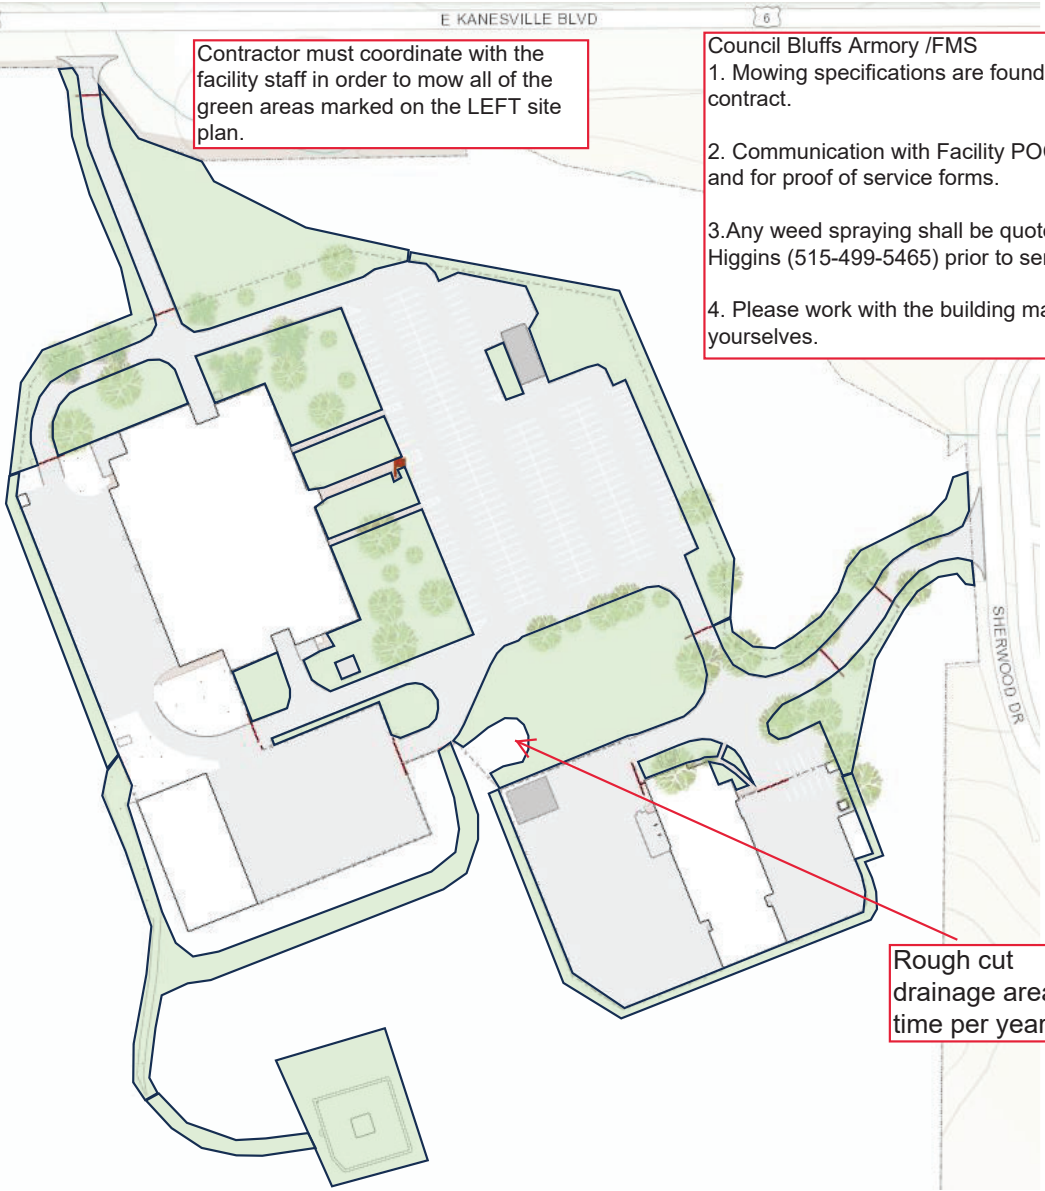 E KANESVILLE BLVD
6
Contractor must coordinate with the
facility staff in order to mow all of the
green areas marked on the LEFT site
plan.
Council Bluffs Armory /FMS
1. Mowing specifications are found
contract.
2. Communication with Facility PO
and for proof of service forms.
3.Any weed spraying shall be quot
Higgins (515-499-5465) prior to se
4. Please work with the building ma
yourselves.
SHERWOOD DR
Rough cut
drainage area
time per year